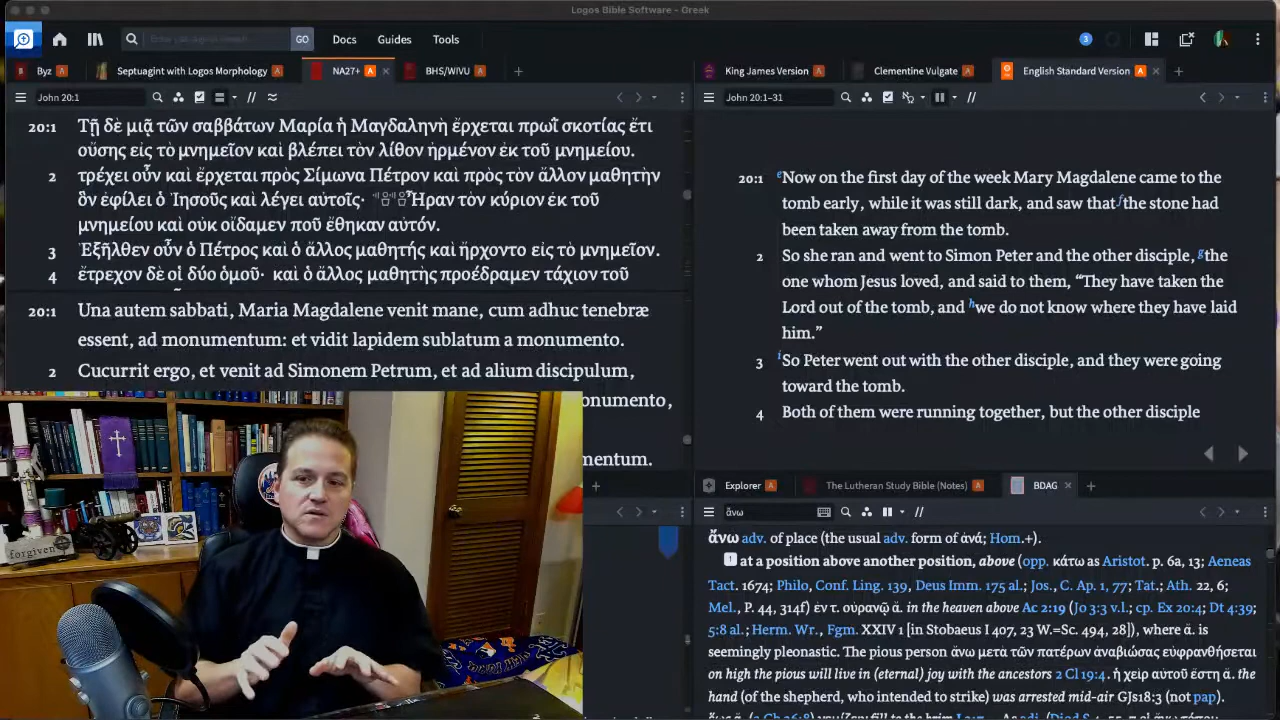 Logos Bible Software - Greek
GO
Docs
Guides
Tools
3
Byz A
Septuagint with Logos Morphology A
NA27+ A
BHS/WIVU A
King James Version A
Clementine Vulgate A
English Standard Version A
John 20:1
John 20:1–31
20:1 Τῇ δὲ μιᾷ τῶν σαββάτων Μαρία ἡ Μαγδαληνὴ ἔρχεται πρωῒ σκοτίας ἔτι
οὔσης εἰς τὸ μνημεῖον καὶ βλέπει τὸν λίθον ἠρμένον ἐκ τοῦ μνημείου.
2 τρέχει οὖν καὶ ἔρχεται πρὸς Σίμωνα Πέτρον καὶ πρὸς τὸν ἄλλον μαθητὴν
ὃν ἐφίλει ὁ Ἰησοῦς καὶ λέγει αὐτοῖς· Ἦραν τὸν κύριον ἐκ τοῦ
μνημείου καὶ οὐκ οἴδαμεν ποῦ ἔθηκαν αὐτόν.
3 Ἐξῆλθεν οὖν ὁ Πέτρος καὶ ὁ ἄλλος μαθητής καὶ ἤρχοντο εἰς τὸ μνημεῖον.
4 ἔτρεχον δὲ οἱ δύο ὁμοῦ· καὶ ὁ ἄλλος μαθητὴς προέδραμεν τάχιον τοῦ
20:1 Una autem sabbati, Maria Magdalene venit mane, cum adhuc tenebræ
essent, ad monumentum: et vidit lapidem sublatum a monumento.
2 Cucurrit ergo, et venit ad Simonem Petrum, et ad alium discipulum,
onumento,
mentum.
20:1 e Now on the first day of the week Mary Magdalene came to the
tomb early, while it was still dark, and saw that f the stone had
been taken away from the tomb.
2 So she ran and went to Simon Peter and the other disciple, g the
one whom Jesus loved, and said to them, “They have taken the
Lord out of the tomb, and h we do not know where they have laid
him.”
3 i So Peter went out with the other disciple, and they were going
toward the tomb.
4 Both of them were running together, but the other disciple
Explorer A
The Lutheran Study Bible (Notes) A
BDAG
ἄνω
ἄνω adv. of place (the usual adv. form of ἀνά; Hom.+).
1 at a position above another position, above (opp. κάτω as Aristot. p. 6a, 13; Aeneas
Tact. 1674; Philo, Conf. Ling. 139, Deus Imm. 175 al.; Jos., C. Ap. 1, 77; Tat.; Ath. 22, 6;
Mel., P. 44, 314f) ἐν τ. οὐρανῷ ἄ. in the heaven above Ac 2:19 (Jo 3:3 v.l.; cp. Ex 20:4; Dt 4:39;
5:8 al.; Herm. Wr., Fgm. XXIV 1 [in Stobaeus I 407, 23 W.=Sc. 494, 28]), where ἄ. is
seemingly pleonastic. The pious person ἄνω μετὰ τῶν πατέρων ἀναβιώσας εὐφρανθήσεται
on high the pious will live in (eternal) joy with the ancestors 2 Cl 19:4. ἡ χεὶρ αὐτοῦ ἔστη ἄ. the
hand (of the shepherd, who intended to strike) was arrested mid-air GJs18:3 (not pap).
forgiven